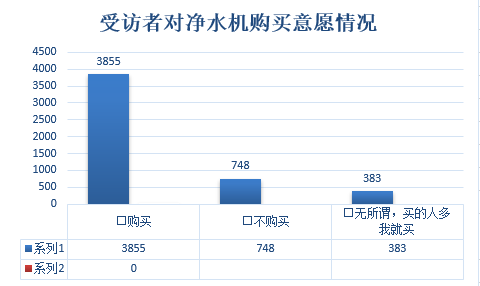 受访者对净水机购买意愿情况
4500
4000
3500
3000
2500
2000
1500
1000
500
0
3855
748
383
□购买
□不购买
□无所谓，买的人多
我就买
系列1 3855 748 383
系列2 0